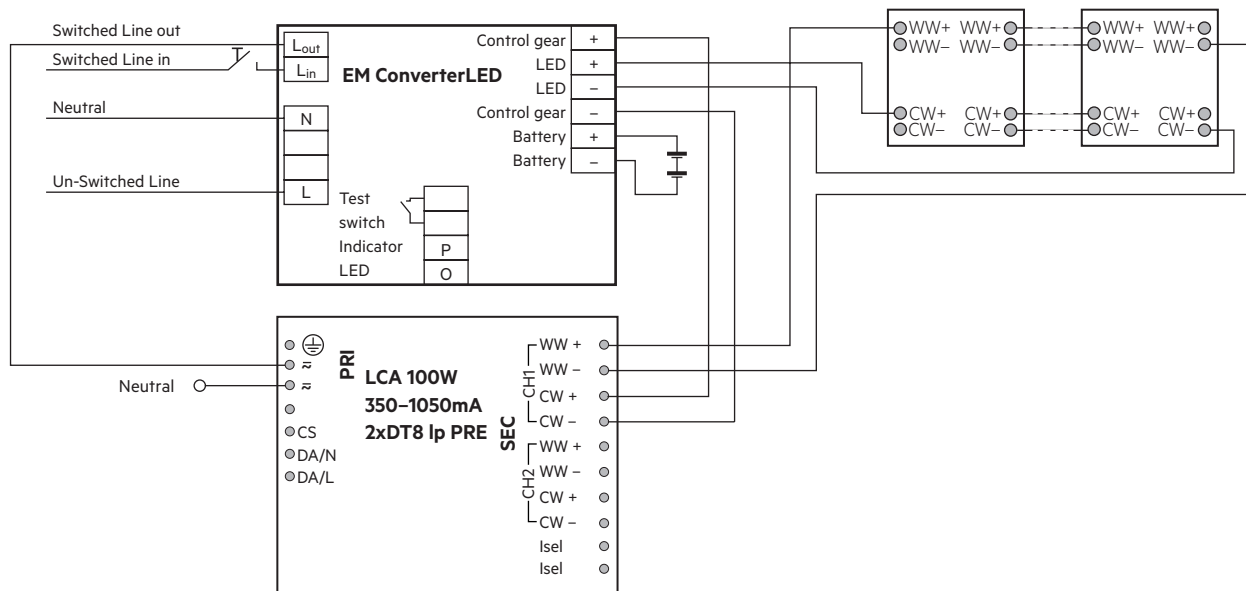 Switched Line out
Switched Line in
Neutral
Un-Switched Line
Lout
Lin
N
L
EM ConverterLED
Control gear +
LED +
LED –
Control gear –
Battery +
Battery –
Test
switch
Indicator P
LED O
WW+ WW+ WW+ WW+
WW– WW– WW– WW–
CW+ CW+ CW+ CW+
CW– CW– CW– CW–
Neutral
PRI
≂
≂
CS
DA/N
DA/L
LCA 100W
350–1050mA
2xDT8 lp PRE
SEC
CH1
WW +
WW –
CW +
CW –
CH2
WW +
WW –
CW +
CW –
Isel
Isel